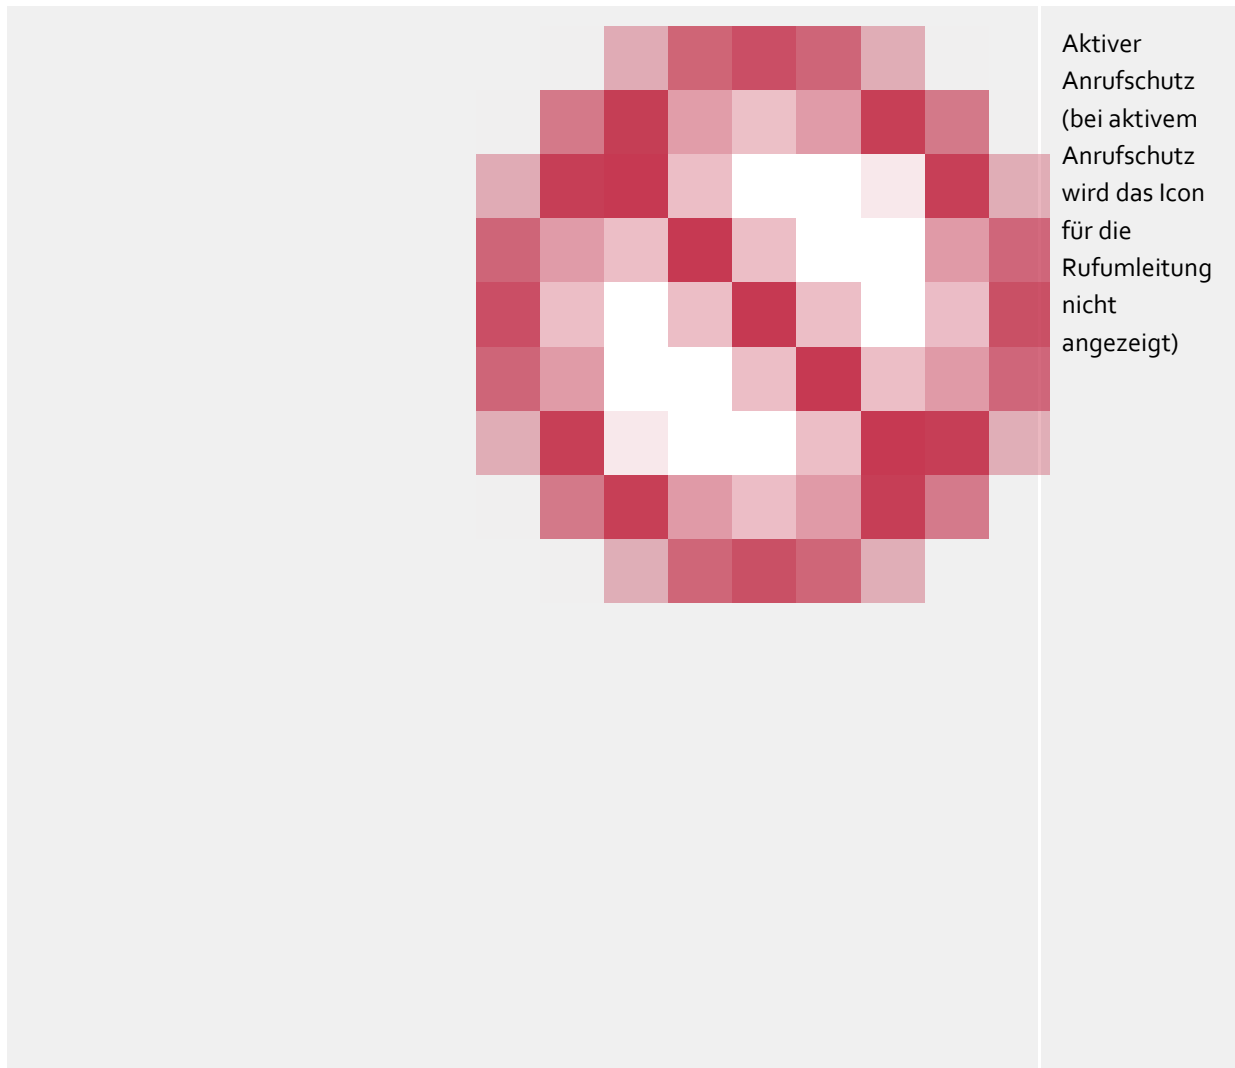 Aktiver
Anrufschutz
(bei aktivem
Anrufschutz
wird das Icon
für die
Rufumleitung
nicht
angezeigt)